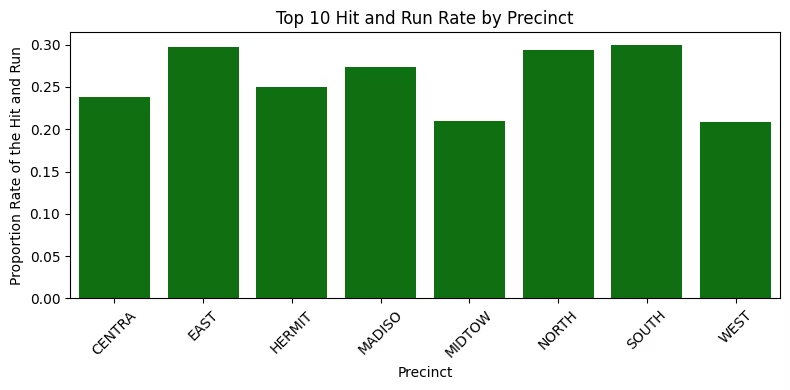 Top 10 Hit and Run Rate by Precinct
Proportion Rate of the Hit and Run
0.30
0.25
0.20
0.15
0.10
0.05
0.00
CENTRA
EAST
HERMIT
MADISO
MIDTOW
NORTH
SOUTH
WEST
Precinct